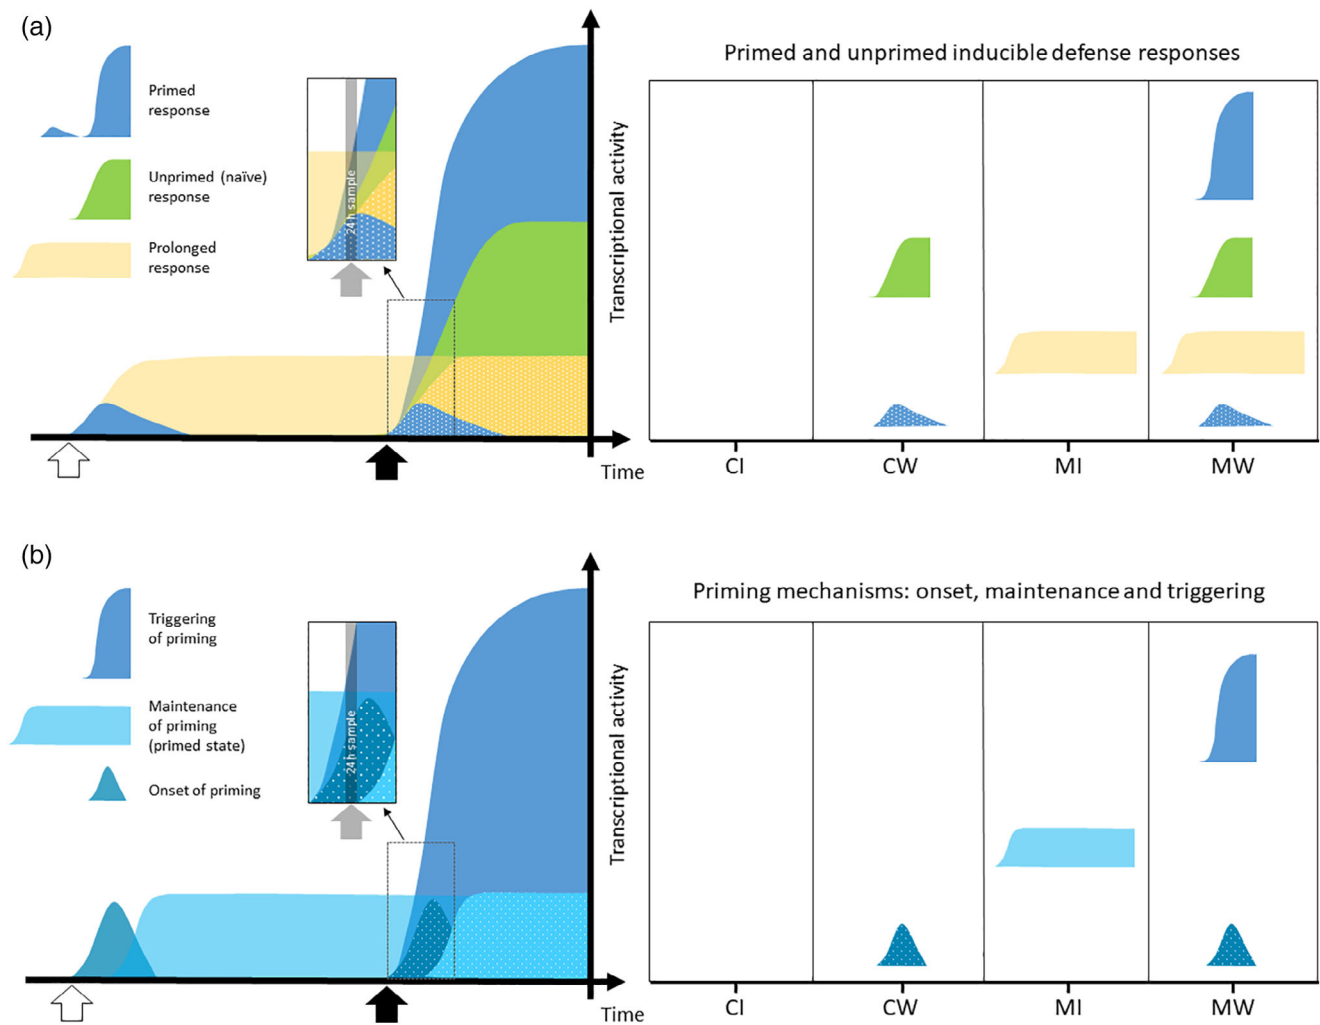 (a)
Primed
response
Unprimed (naïve)
response
Prolonged
response
24 h sample
Transcriptional activity
Time
Primed and unprimed inducible defense responses
CI
CW
MI
MW
(b)
Triggering
of priming
Maintenance
of priming
(primed state)
Onset of priming
24h sample
Transcriptional activity
Time
Priming mechanisms: onset, maintenance and triggering
CI
CW
MI
MW